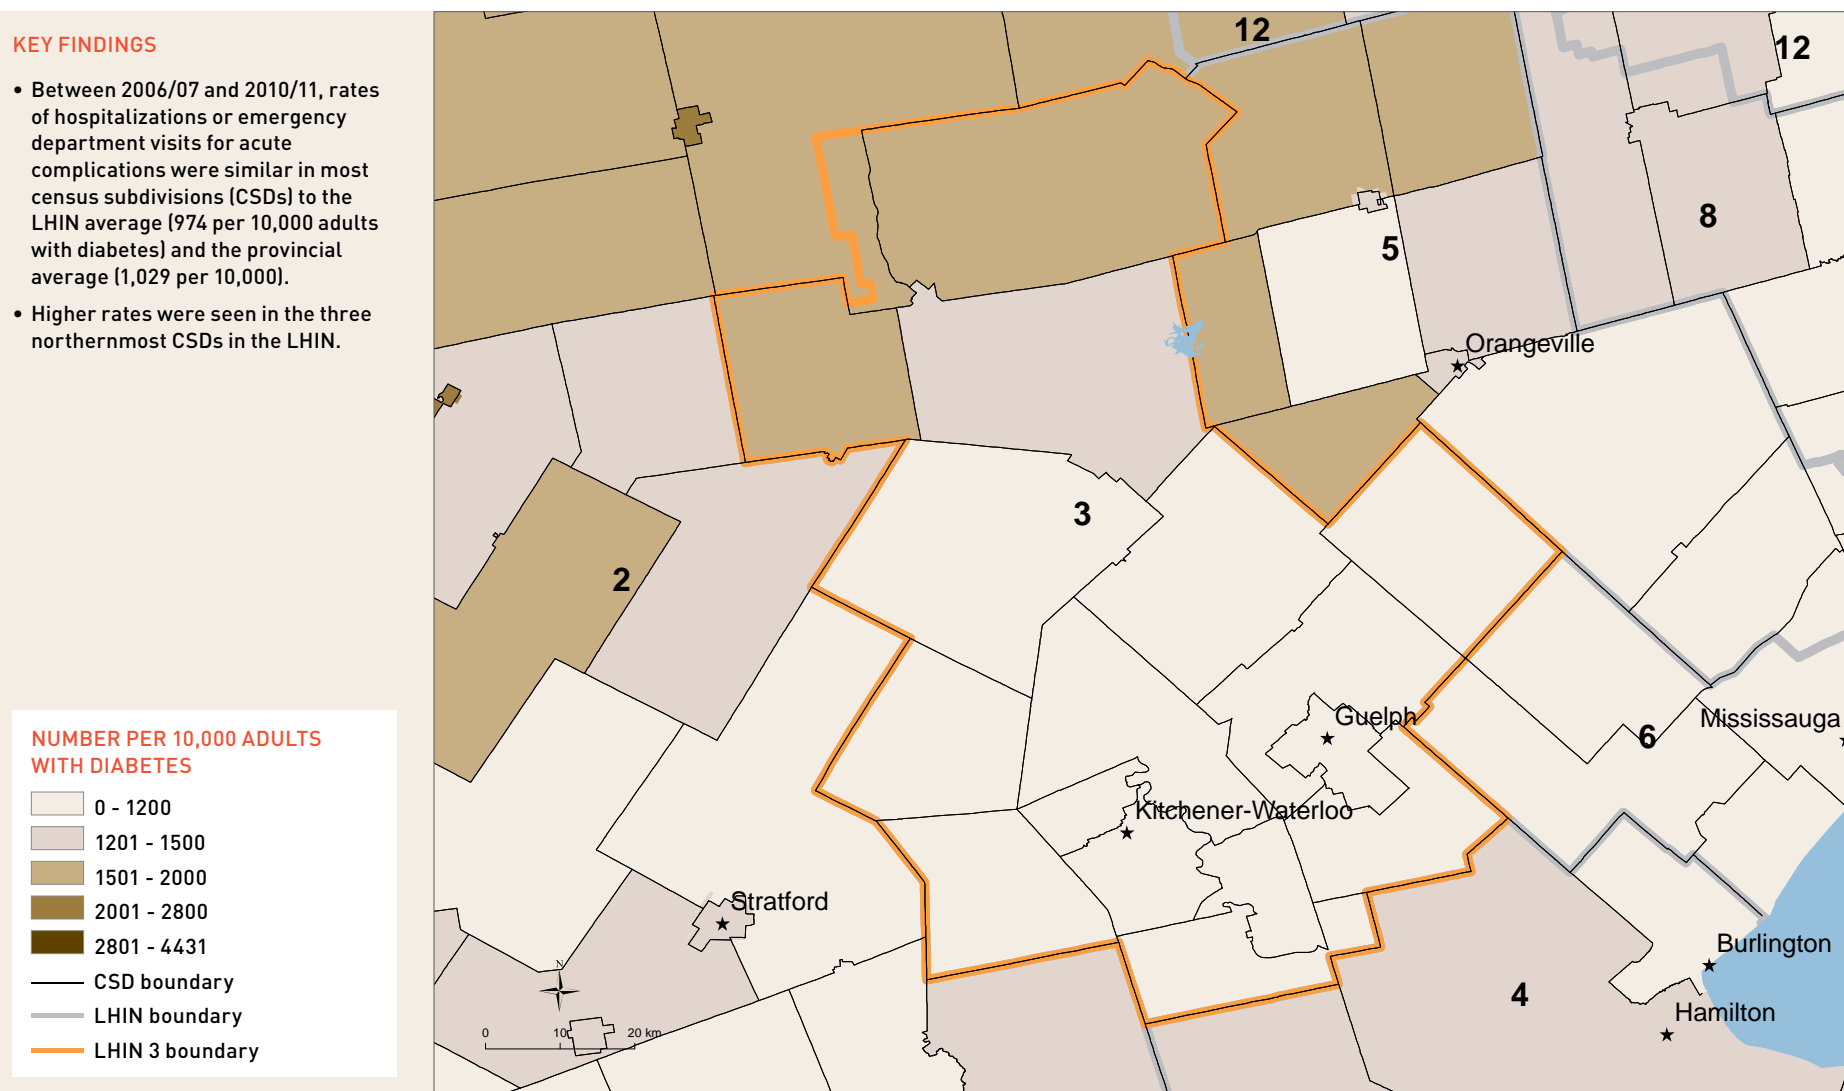 KEY FINDINGS
• Between 2006/07 and 2010/11, rates
of hospitalizations or emergency
department visits for acute
complications were similar in most
census subdivisions (CSDs) to the
LHIN average (974 per 10,000 adults
with diabetes) and the provincial
average (1,029 per 10,000).
• Higher rates were seen in the three
northernmost CSDs in the LHIN.
NUMBER PER 10,000 ADULTS
WITH DIABETES
0 - 1200
1201 - 1500
1501 - 2000
2001 - 2800
2801 - 4431
CSD boundary
LHIN boundary
LHIN 3 boundary
12
12
8
5
Orangeville
3
2
Guelph
6
Mississauga
Kitchener-Waterloo
Stratford
Burlington
4
Hamilton
N
0 10 20 km